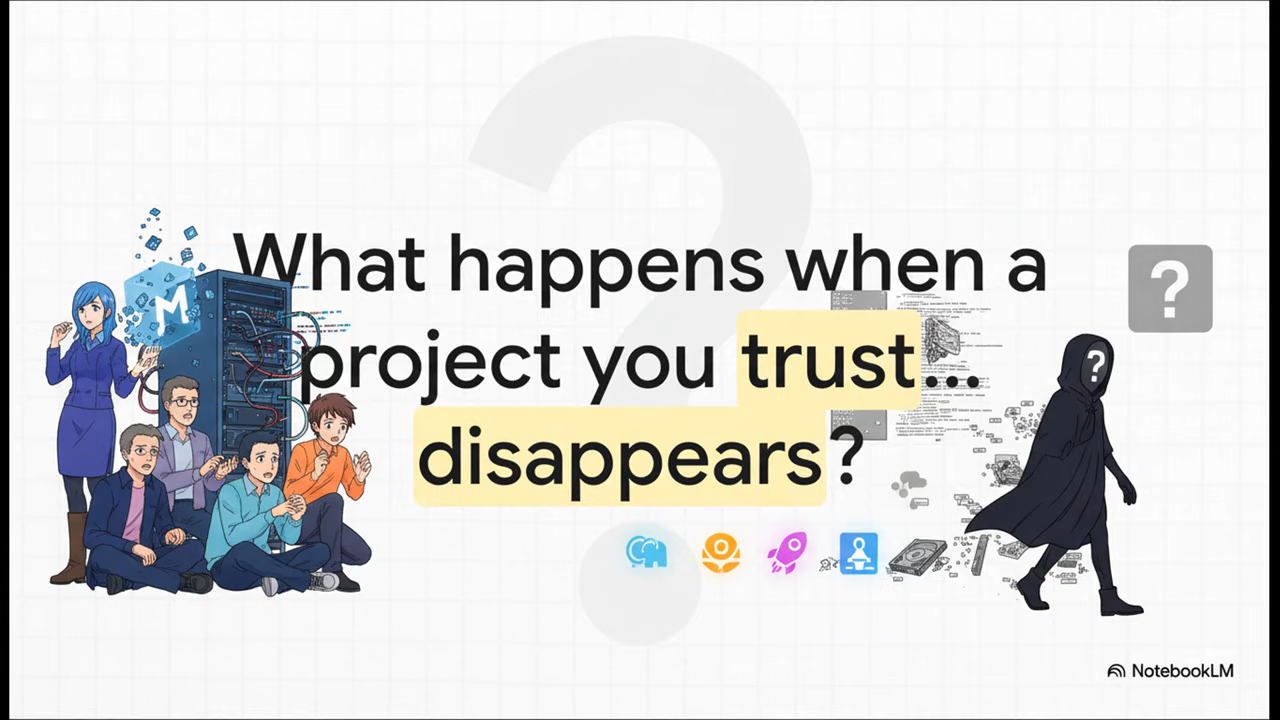 What happens when a
project you trust...
disappears?
M
?
?
NotebookLM